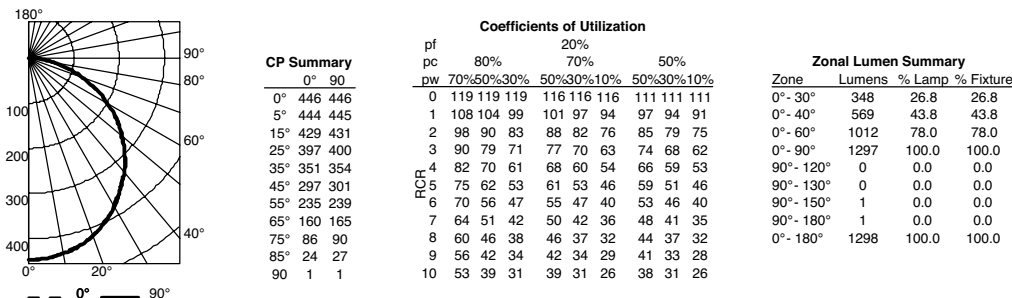 180°
90°
80°
100
60°
200
300
40°
400
0° 20°
0° 90°
CP Summary
0° 90
0° 446 446
5° 444 445
15° 429 431
25° 397 400
35° 351 354
45° 297 301
55° 235 239
65° 160 165
75° 86 90
85° 24 27
90 1 1
Coefficients of Utilization
pf 20%
pc 80% 70% 50%
pw 70%50%30% 50%30%10% 50%30%10%
RCR
0 119 119 119 116 116 116 111 111 111
1 108 104 99 101 97 94 97 94 91
2 98 90 83 88 82 76 85 79 75
3 90 79 71 77 70 63 74 68 62
4 82 70 61 68 60 54 66 59 53
5 75 62 53 61 53 46 59 51 46
6 70 56 47 55 47 40 53 46 40
7 64 51 42 50 42 36 48 41 35
8 60 46 38 46 37 32 44 37 32
9 56 42 34 42 34 29 41 33 28
10 53 39 31 39 31 26 38 31 26
Zonal Lumen Summary
Zone Lumens % Lamp % Fixture
0°- 30° 348 26.8 26.8
0°- 40° 569 43.8 43.8
0°- 60° 1012 78.0 78.0
0°- 90° 1297 100.0 100.0
90°- 120° 0 0.0 0.0
90°- 130° 0 0.0 0.0
90°- 150° 1 0.0 0.0
90°- 180° 1 0.0 0.0
0°- 180° 1298 100.0 100.0